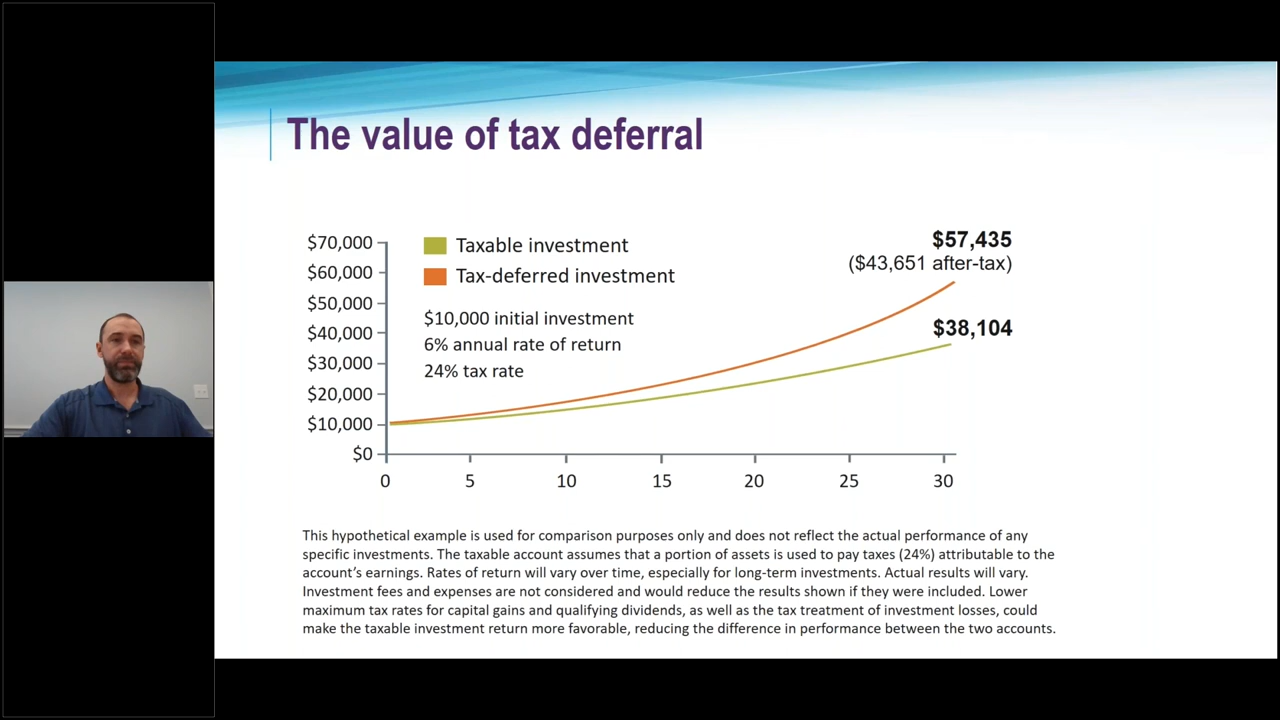 The value of tax deferral
$70,000
$60,000
$50,000
$40,000
$30,000
$20,000
$10,000
$0
Taxable investment
Tax-deferred investment
$10,000 initial investment
6% annual rate of return
24% tax rate
$57,435
($43,651 after-tax)
$38,104
0 5 10 15 20 25 30
This hypothetical example is used for comparison purposes only and does not reflect the actual performance of any
specific investments. The taxable account assumes that a portion of assets is used to pay taxes (24%) attributable to the
account's earnings. Rates of return will vary over time, especially for long-term investments. Actual results will vary.
Investment fees and expenses are not considered and would reduce the results shown if they were included. Lower
maximum tax rates for capital gains and qualifying dividends, as well as the tax treatment of investment losses, could
make the taxable investment return more favorable, reducing the difference in performance between the two accounts.